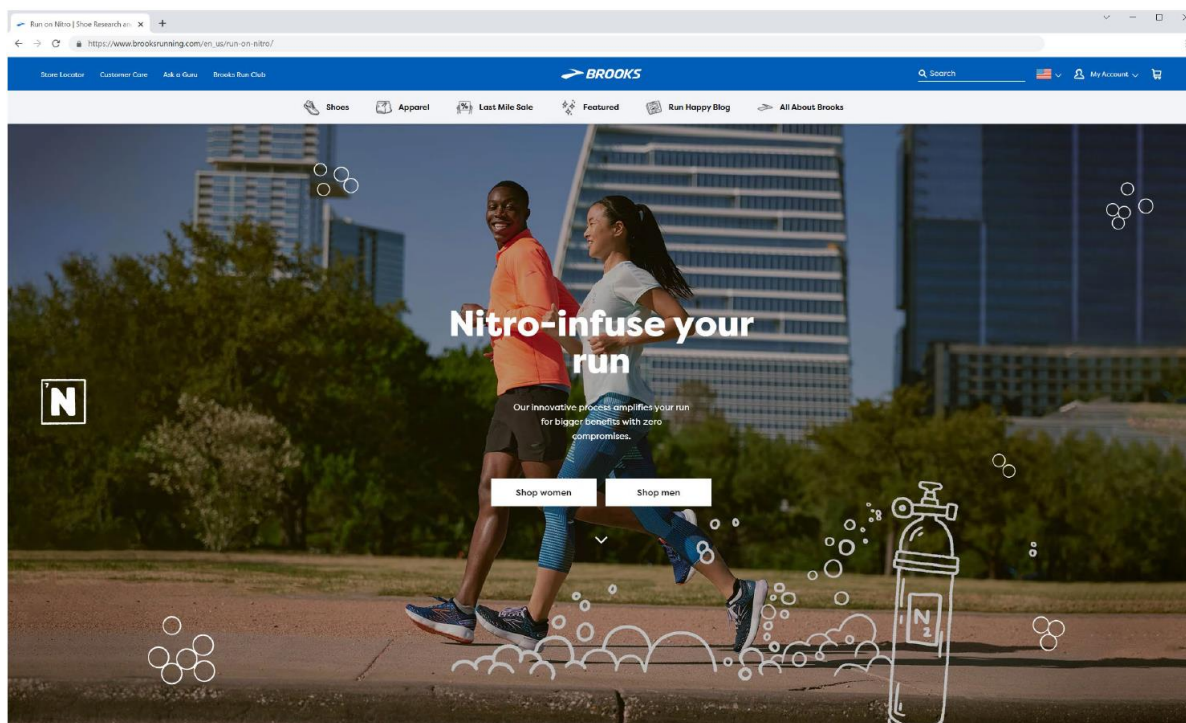 Run on Nitro | Shoe Research an
https://www.brooksrunning.com/en_us/run-on-nitro/
Store Locator Customer Care Ask a Guru Brooks Run Club BROOKS Search My Account
Shoes Apparel % Last Mile Sale Featured Run Happy Blog All About Brooks
Nitro-infuse your
run
7
N
Our innovative process amplifies your run
for bigger benefits with zero
compromises.
Shop women Shop men
N
2